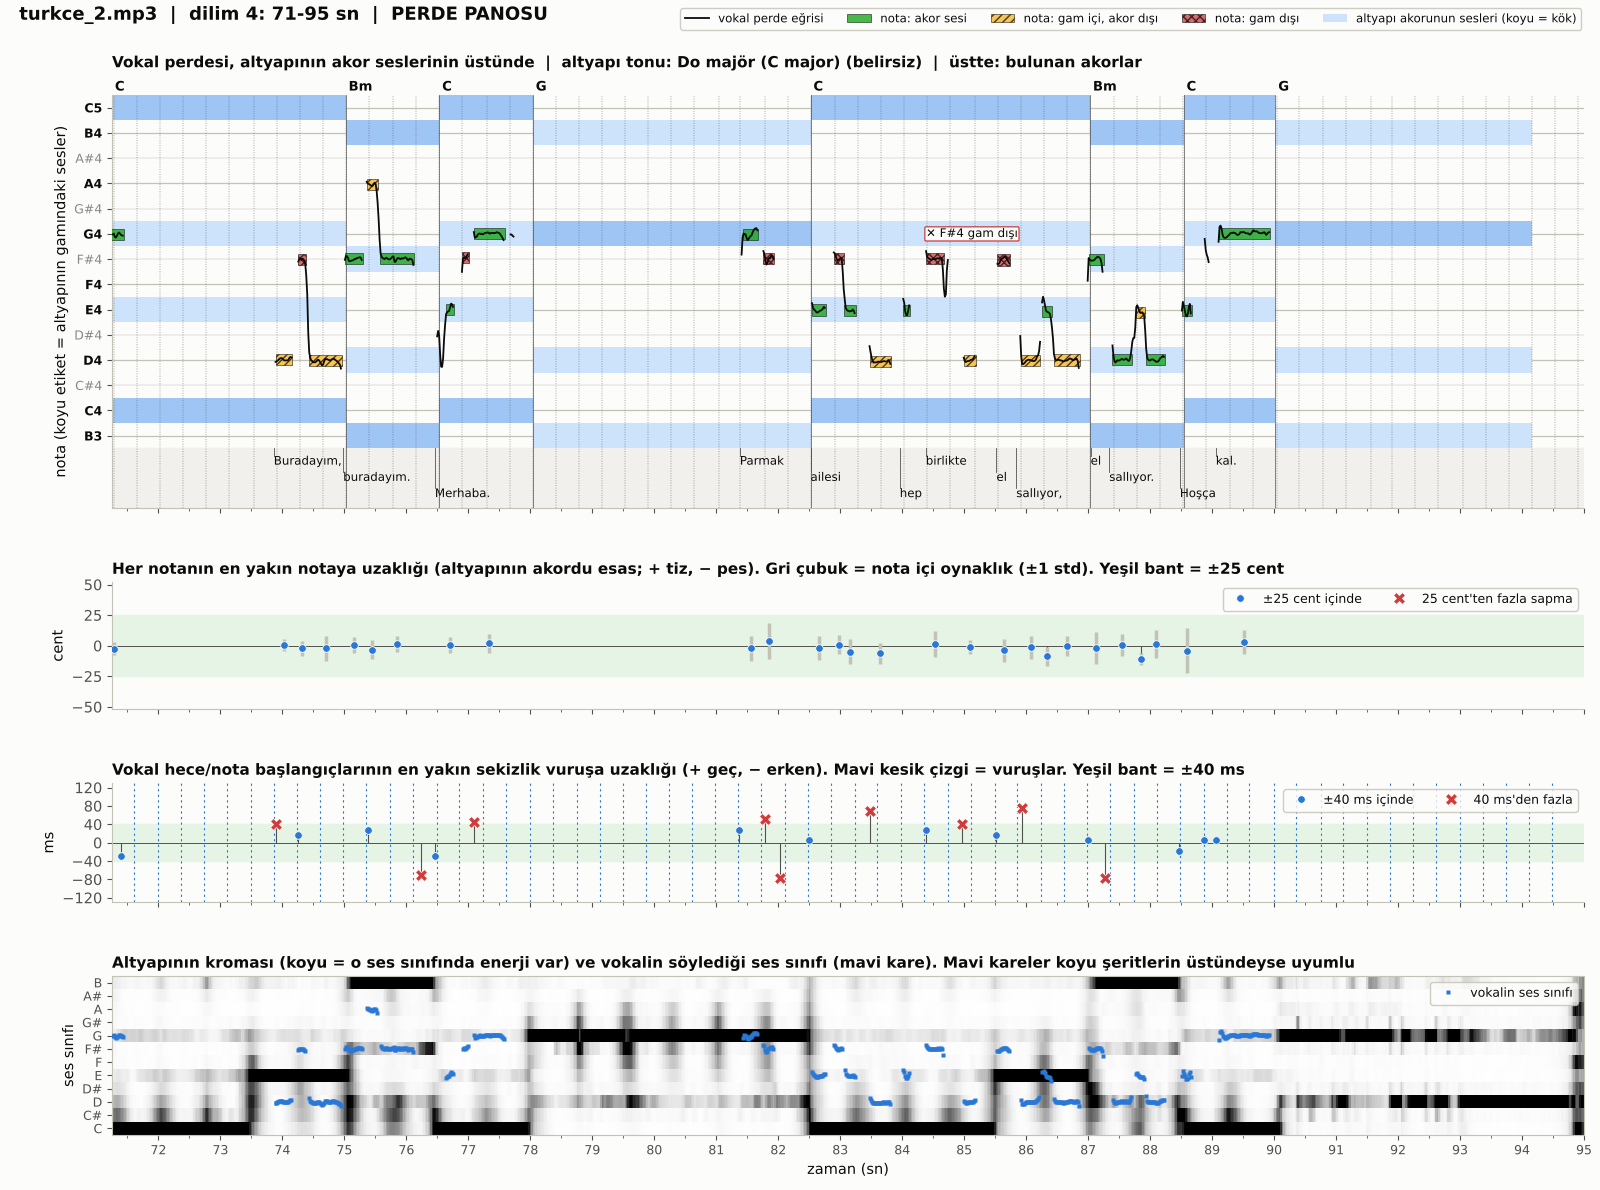 turkce_2.mp3 | dilim 4: 71-95 sn | PERDE PANOSU
vokal perde eğrisi
nota: akor sesi
nota: gam içi, akor dışı
nota: gam dışı
altyapı akorunun sesleri (koyu = kök)
Vokal perdesi, altyapının akor seslerinin üstünde | altyapı tonu: Do majör (C major) (belirsiz) | üstte: bulunan akorlar
C Bm C G C Bm C G
nota (koyu etiket = altyapının gamındaki sesler)
C5
B4
A#4
A4
G#4
G4
F#4
F4
E4
D#4
D4
C#4
C4
B3
× F#4 gam dışı
Buradayım, Parmak birlikte el kal.
buradayım. ailesi el sallıyor.
Merhaba. hep sallıyor, Hoşça
Her notanın en yakın notaya uzaklığı (altyapının akordu esas; + tiz, − pes). Gri çubuk = nota içi oynaklık (±1 std). Yeşil bant = ±25 cent
cent
50
25
0
−25
−50
±25 cent içinde
25 cent'ten fazla sapma
Vokal hece/nota başlangıçlarının en yakın sekizlik vuruşa uzaklığı (+ geç, − erken). Mavi kesik çizgi = vuruşlar. Yeşil bant = ±40 ms
ms
120
80
40
0
−40
−80
−120
±40 ms içinde
40 ms'den fazla
Altyapının kroması (koyu = o ses sınıfında enerji var) ve vokalin söylediği ses sınıfı (mavi kare). Mavi kareler koyu şeritlerin üstündeyse uyumlu
ses sınıfı
B
A#
A
G#
G
F#
F
E
D#
D
C#
C
vokalin ses sınıfı
72 73 74 75 76 77 78 79 80 81 82 83 84 85 86 87 88 89 90 91 92 93 94 95
zaman (sn)